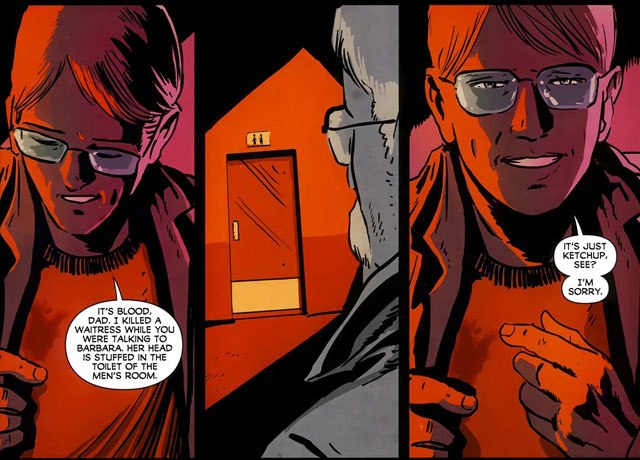 IT'S BLOOD,
DAD. I KILLED A
WAITRESS WHILE YOU
WERE TALKING TO
BARBARA. HER HEAD
IS STUFFED IN THE
TOILET OF THE
MEN'S ROOM.
IT'S JUST
KETCHUP,
SEE?
I'M
SORRY.